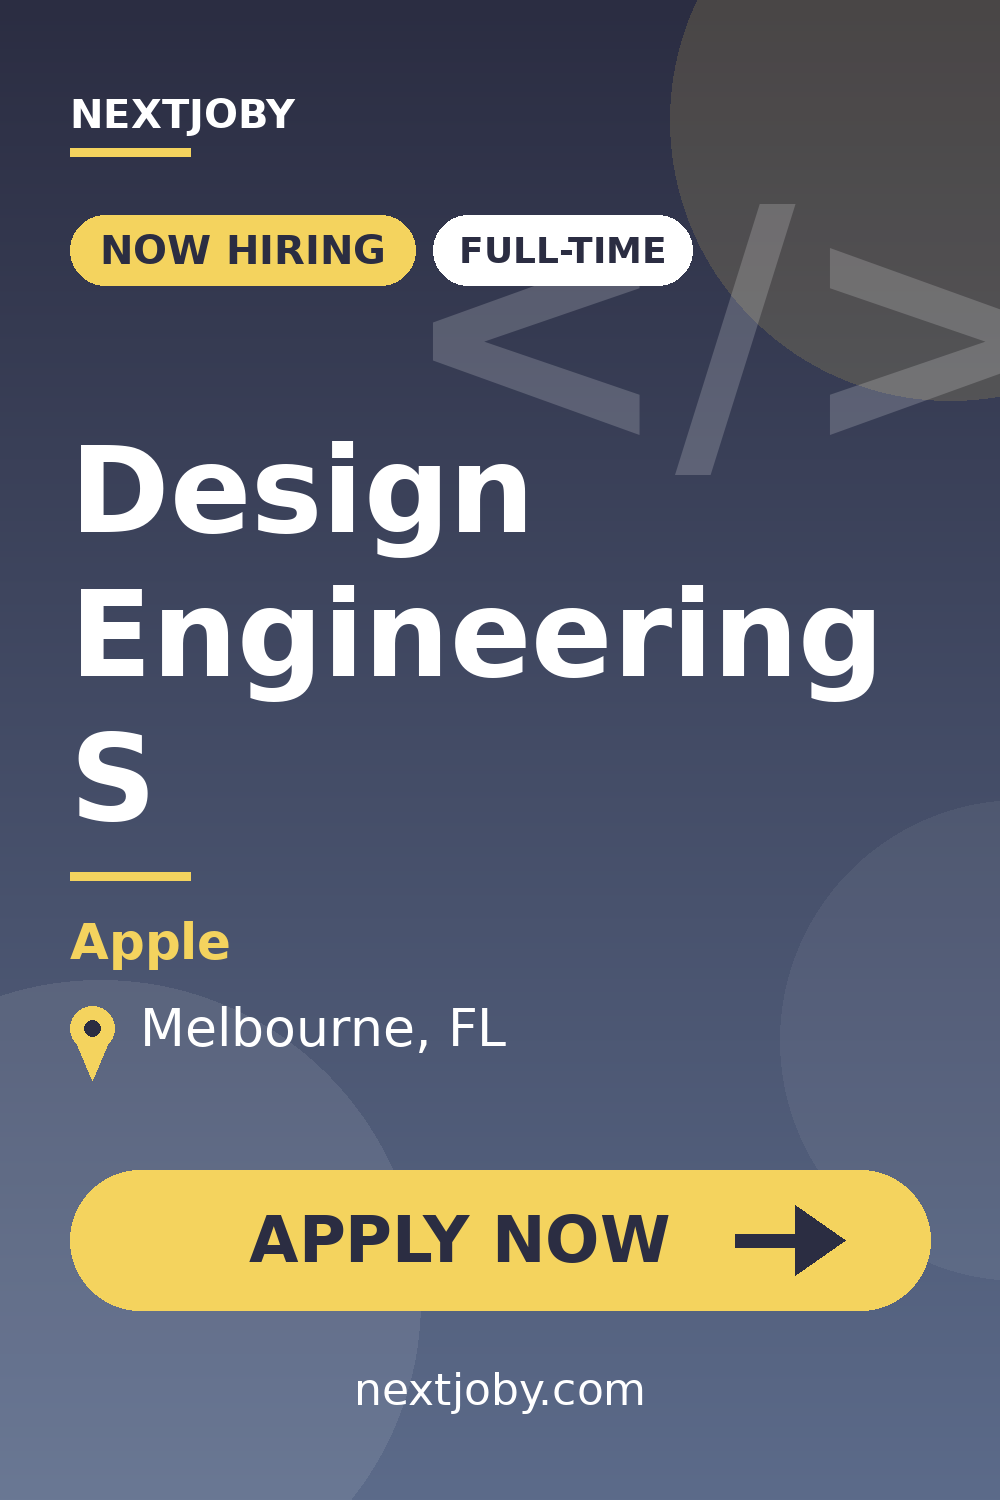 NEXTJOBY
NOW HIRING FULL-TIME
</>
Design
Engineering
S
Apple
Melbourne, FL
APPLY NOW
nextjoby.com